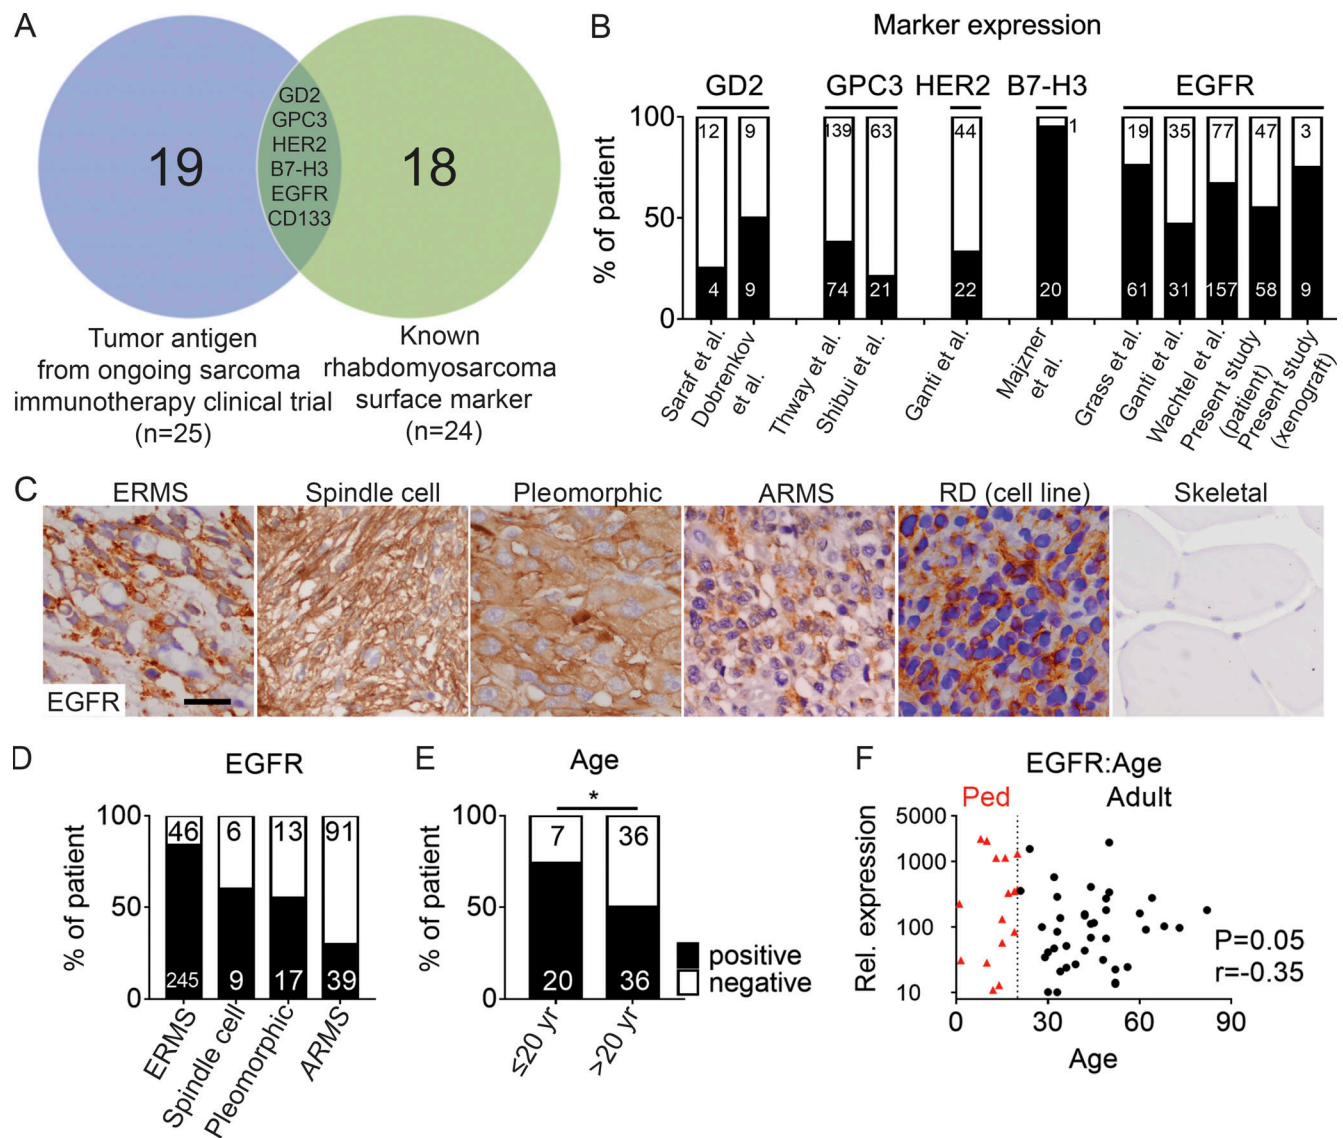 A
19
GD2
GPC3
HER2
B7-H3
EGFR
CD133
18
Tumor antigen
from ongoing sarcoma
immunotherapy clinical trial
(n=25)
Known
rhabdomyosarcoma
surface marker
(n=24)
B
Marker expression
GD2 GPC3 HER2 B7-H3 EGFR
% of patient
100
50
0
12 9 139 63 44 1 19 35 77 47 3
4 9 74 21 22 20 61 31 157 58 9
Saraf et al.
Dobrenkov
et al.
Thway et al.
Shibui et al.
Ganti et al.
Majzner
et al.
Grass et al.
Ganti et al.
Wachtel et al.
Present study
(patient)
Present study
(xenograft)
C
ERMS Spindle cell Pleomorphic ARMS RD (cell line) Skeletal
EGFR
D
EGFR
% of patient
100
50
0
46 6 13 91
245 9 17 39
ERMS
Spindle cell
Pleomorphic
ARMS
E
Age
*
% of patient
100
50
0
7 36
20 36
≤20 yr
>20 yr
positive
negative
F
EGFR:Age
Ped Adult
Rel. expression
5000
1000
100
10
P=0.05
r=-0.35
0 30 60 90
Age